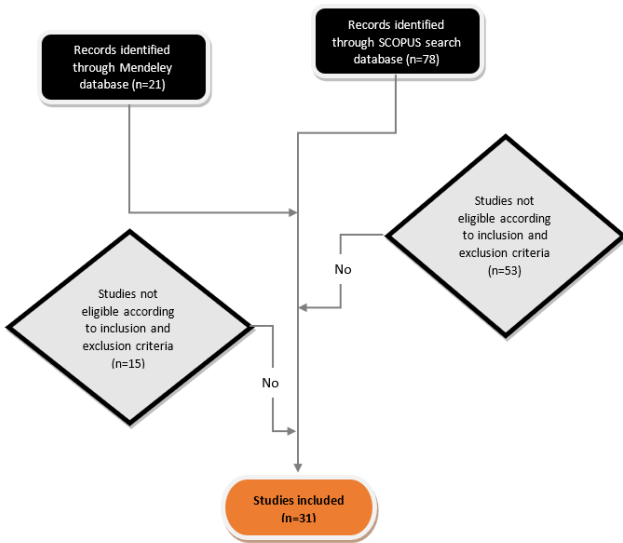 Records identified
through Mendeley
database (n=21)
Records identified
through SCOPUS search
database (n=78)
Studies not
eligible according
to inclusion and
exclusion criteria
(n=53)
No
Studies not
eligible according
to inclusion and
exclusion criteria
(n=15)
No
Studies included
(n=31)